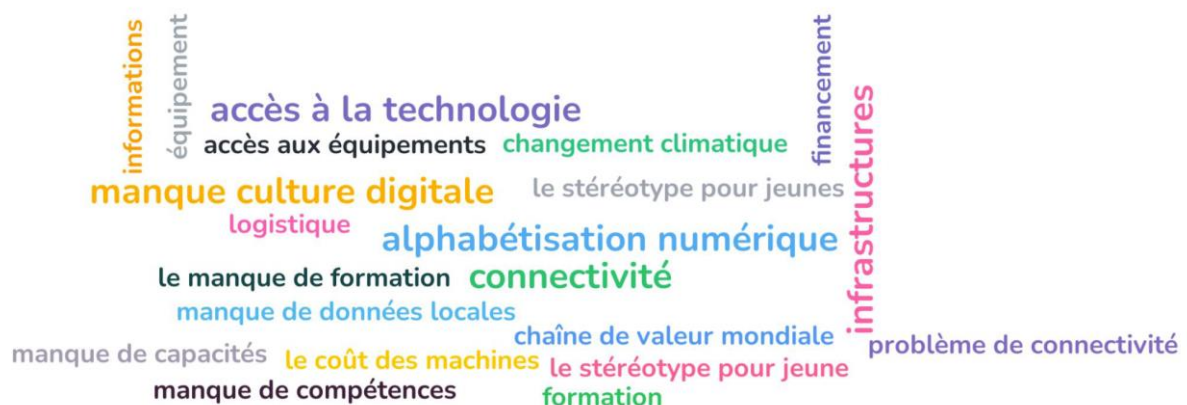 informations
équipement
financement
accès à la technologie
infrastructures
accès aux équipements
changement climatique
manque culture digitale
le stéréotype pour jeunes
logistique
alphabétisation numérique
le manque de formation
connectivité
manque de données locales
chaîne de valeur mondiale
problème de connectivité
manque de capacités
le coût des machines
le stéréotype pour jeune
manque de compétences
formation